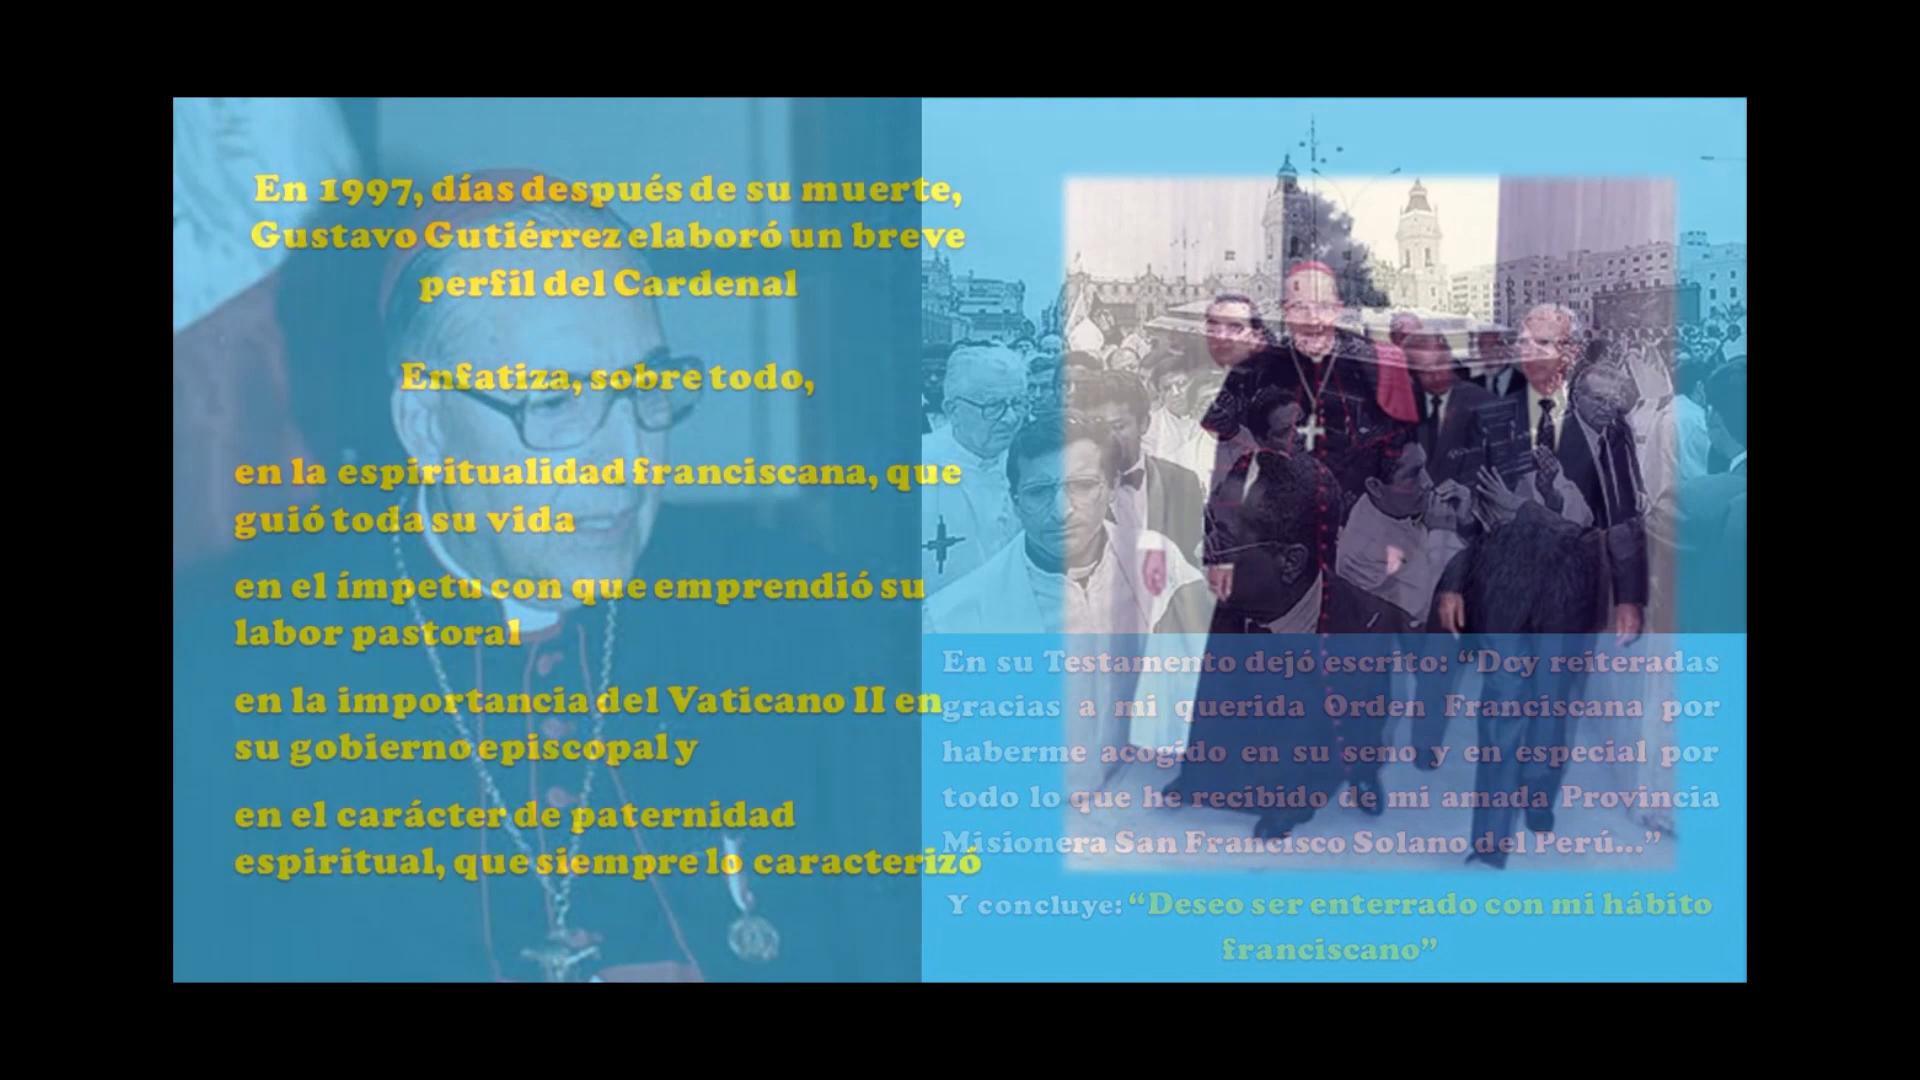 En 1997, días después de su muerte,
Gustavo Gutiérrez elaboró un breve
perfil del Cardenal
Enfatiza, sobre todo,
en la espiritualidad franciscana, que
guió toda su vida
en el ímpetu con que emprendió su
labor pastoral
en la importancia del Vaticano II en
su gobierno episcopal y
en el carácter de paternidad
espiritual, que siempre lo caracterizó
En su Testamento dejó escrito: “Doy reiteradas
gracias a mi querida Orden Franciscana por
haberme acogido en su seno y en especial por
todo lo que he recibido de mi amada Provincia
Misionera San Francisco Solano del Perú...”
Y concluye: “Deseo ser enterrado con mi hábito
franciscano”